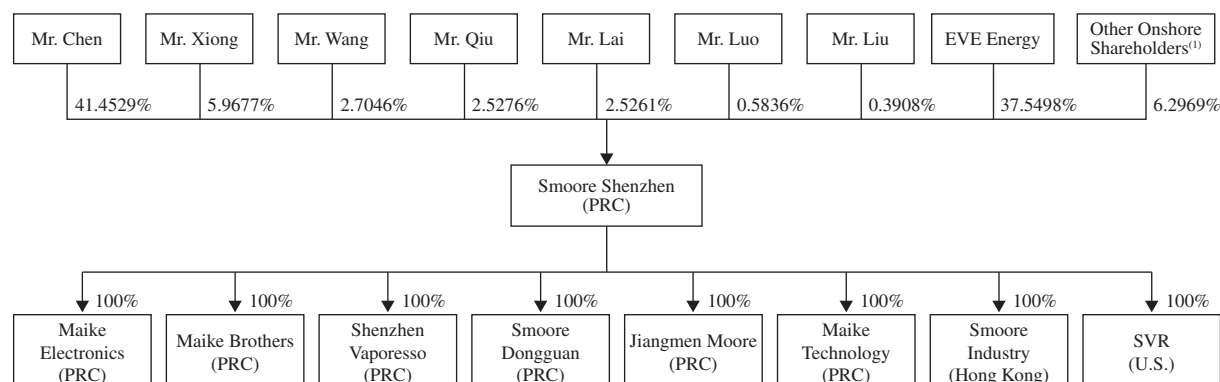 Mr. Chen
Mr. Xiong
Mr. Wang
Mr. Qiu
Mr. Lai
Mr. Luo
Mr. Liu
EVE Energy
Other Onshore
Shareholders(1)
41.4529%
5.9677%
2.7046%
2.5276%
2.5261%
0.5836%
0.3908%
37.5498%
6.2969%
Smoore Shenzhen
(PRC)
100%
100%
100%
100%
100%
100%
100%
100%
Maike
Electronics
(PRC)
Maike Brothers
(PRC)
Shenzhen
Vaporesso
(PRC)
Smoore
Dongguan
(PRC)
Jiangmen Moore
(PRC)
Maike
Technology
(PRC)
Smoore
Industry
(Hong Kong)
SVR
(U.S.)